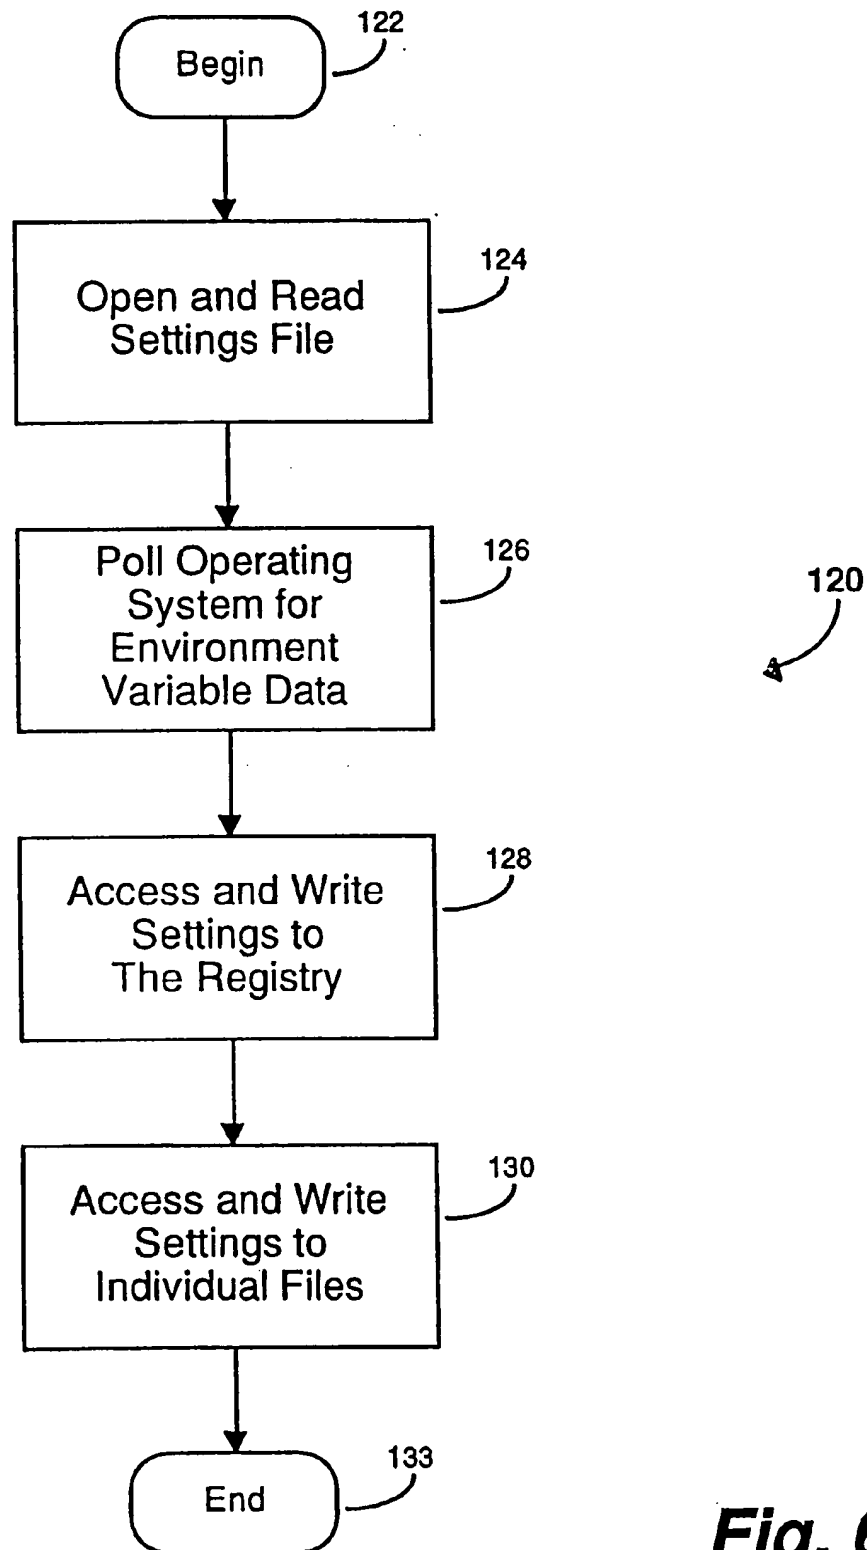 122
Begin
124
Open and Read
Settings File
126
Poll Operating
System for
Environment
Variable Data
120
128
Access and Write
Settings to
The Registry
130
Access and Write
Settings to
Individual Files
133
End
Fig.